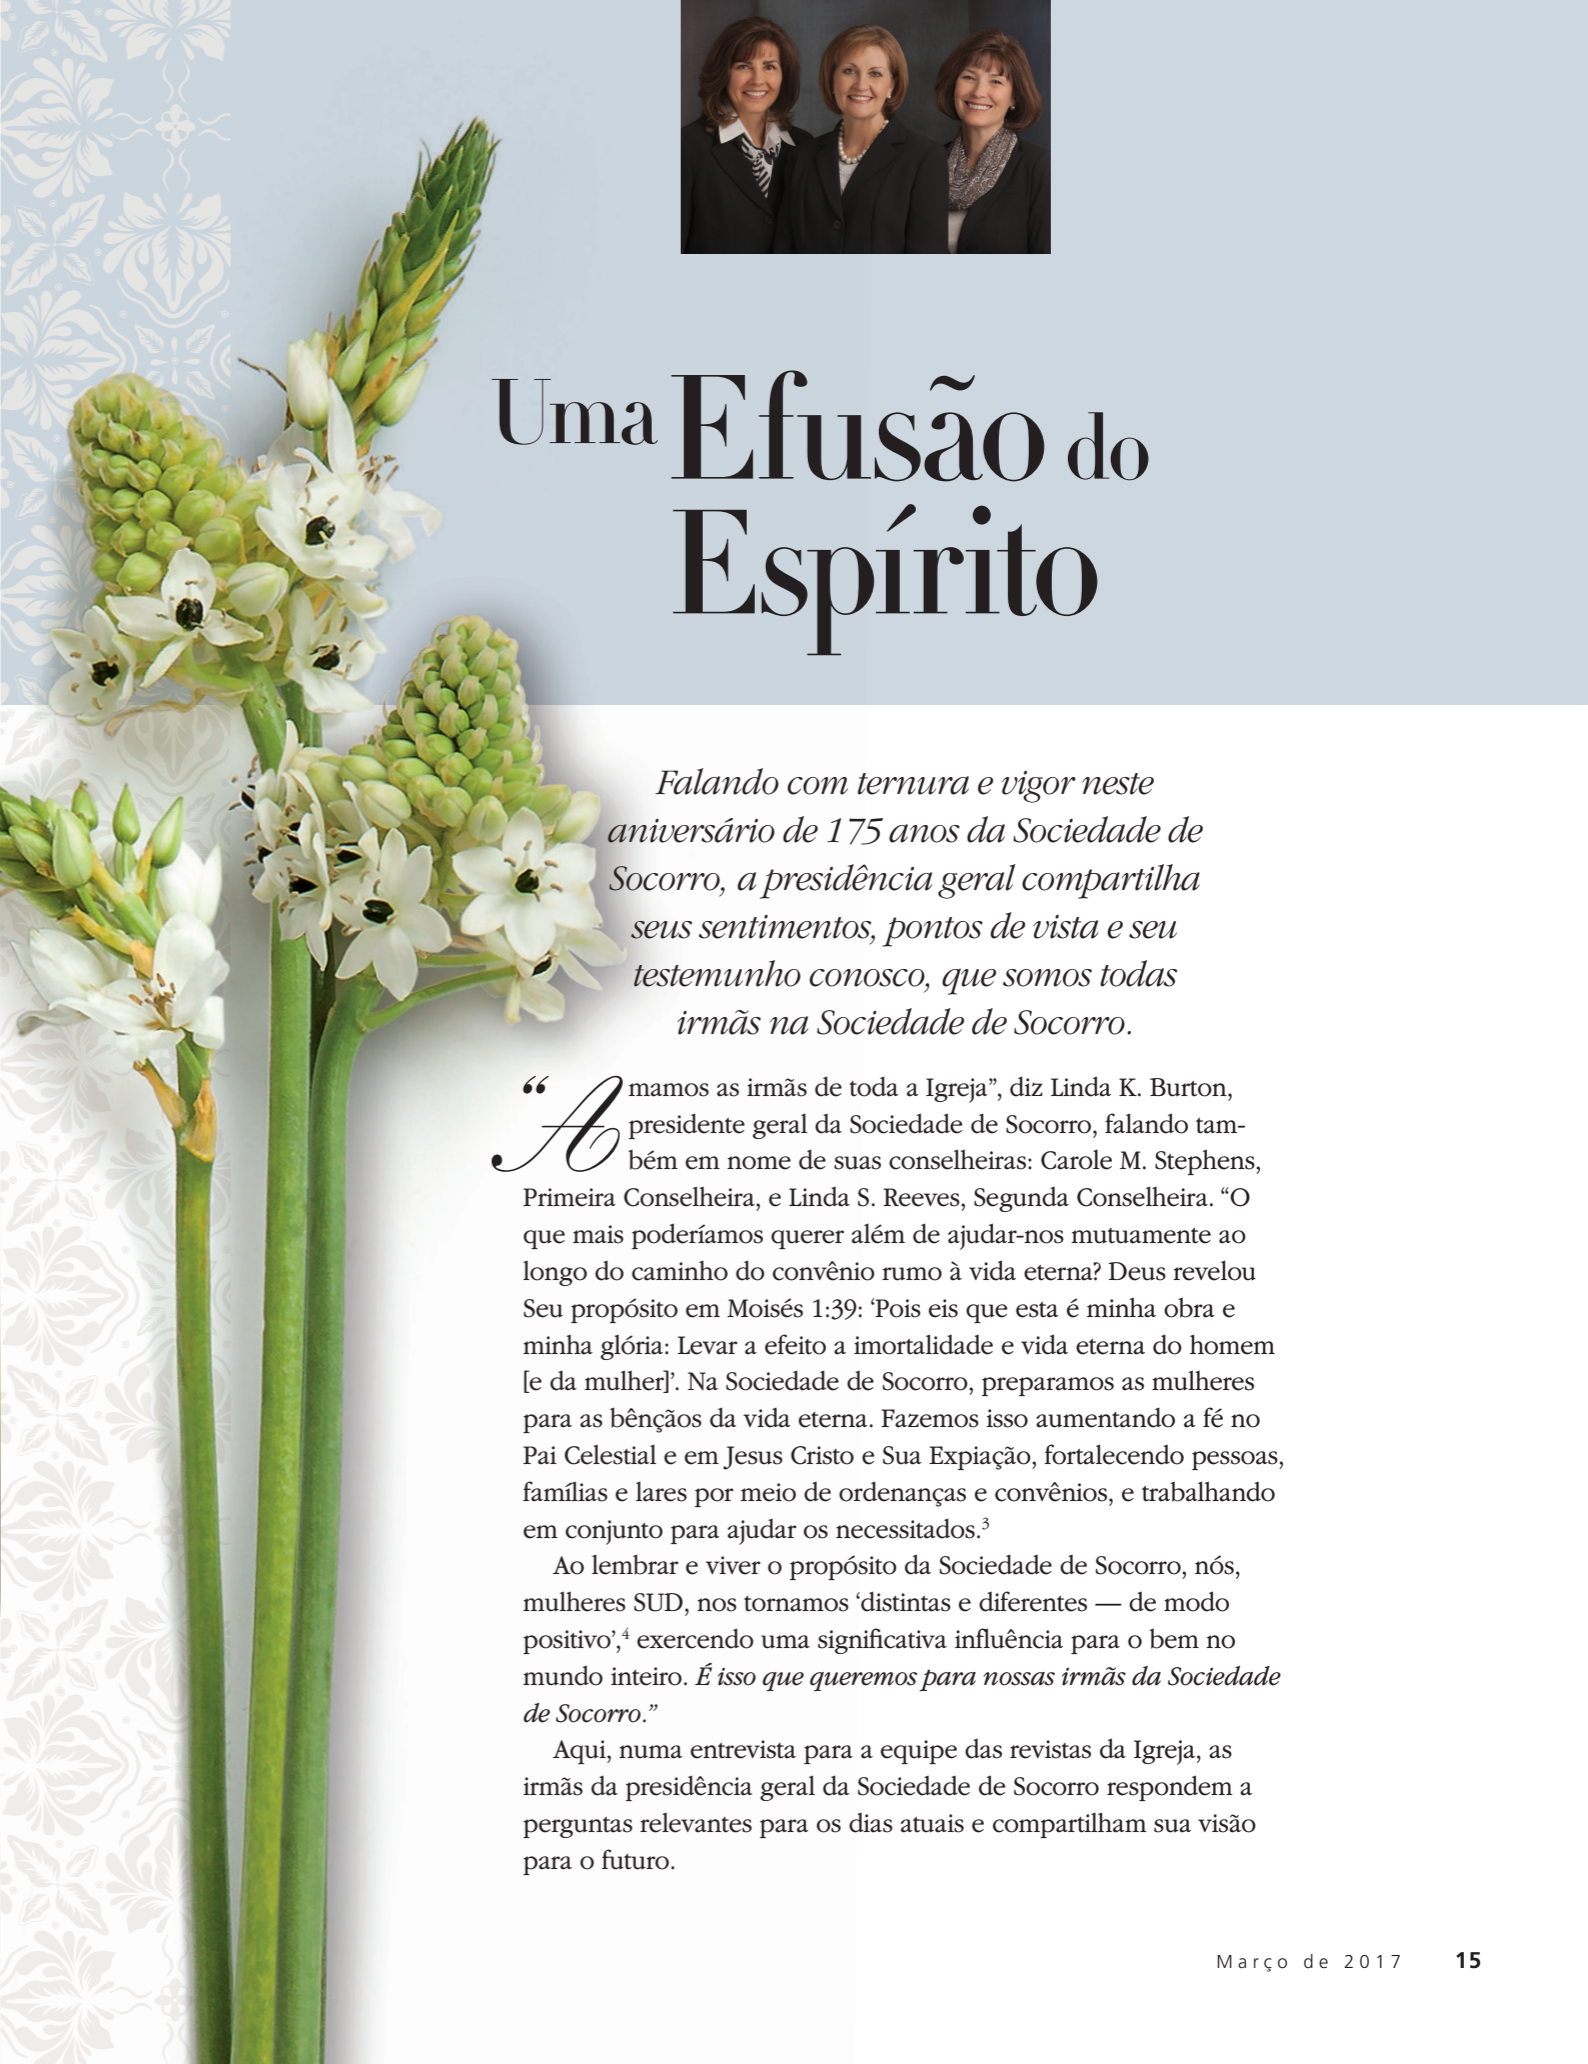 Uma Efusão do
Espírito
Falando com ternura e vigor neste
aniversário de 175 anos da Sociedade de
Socorro, a presidência geral compartilha
seus sentimentos, pontos de vista e seu
testemunho conosco, que somos todas
irmãs na Sociedade de Socorro.
“Amamos as irmãs de toda a Igreja”, diz Linda K. Burton,
presidente geral da Sociedade de Socorro, falando tam-
bém em nome de suas conselheiras: Carole M. Stephens,
Primeira Conselheira, e Linda S. Reeves, Segunda Conselheira. “O
que mais poderíamos querer além de ajudar-nos mutuamente ao
longo do caminho do convênio rumo à vida eterna? Deus revelou
Seu propósito em Moisés 1:39: ‘Pois eis que esta é minha obra e
minha glória: Levar a efeito a imortalidade e vida eterna do homem
[e da mulher]’. Na Sociedade de Socorro, preparamos as mulheres
para as bênçãos da vida eterna. Fazemos isso aumentando a fé no
Pai Celestial e em Jesus Cristo e Sua Expiação, fortalecendo pessoas,
famílias e lares por meio de ordenanças e convênios, e trabalhando
em conjunto para ajudar os necessitados.³
Ao lembrar e viver o propósito da Sociedade de Socorro, nós,
mulheres SUD, nos tornamos ‘distintas e diferentes — de modo
positivo’,⁴ exercendo uma significativa influência para o bem no
mundo inteiro. É isso que queremos para nossas irmãs da Sociedade
de Socorro.”
Aqui, numa entrevista para a equipe das revistas da Igreja, as
irmãs da presidência geral da Sociedade de Socorro respondem a
perguntas relevantes para os dias atuais e compartilham sua visão
para o futuro.
Março de 2017 15